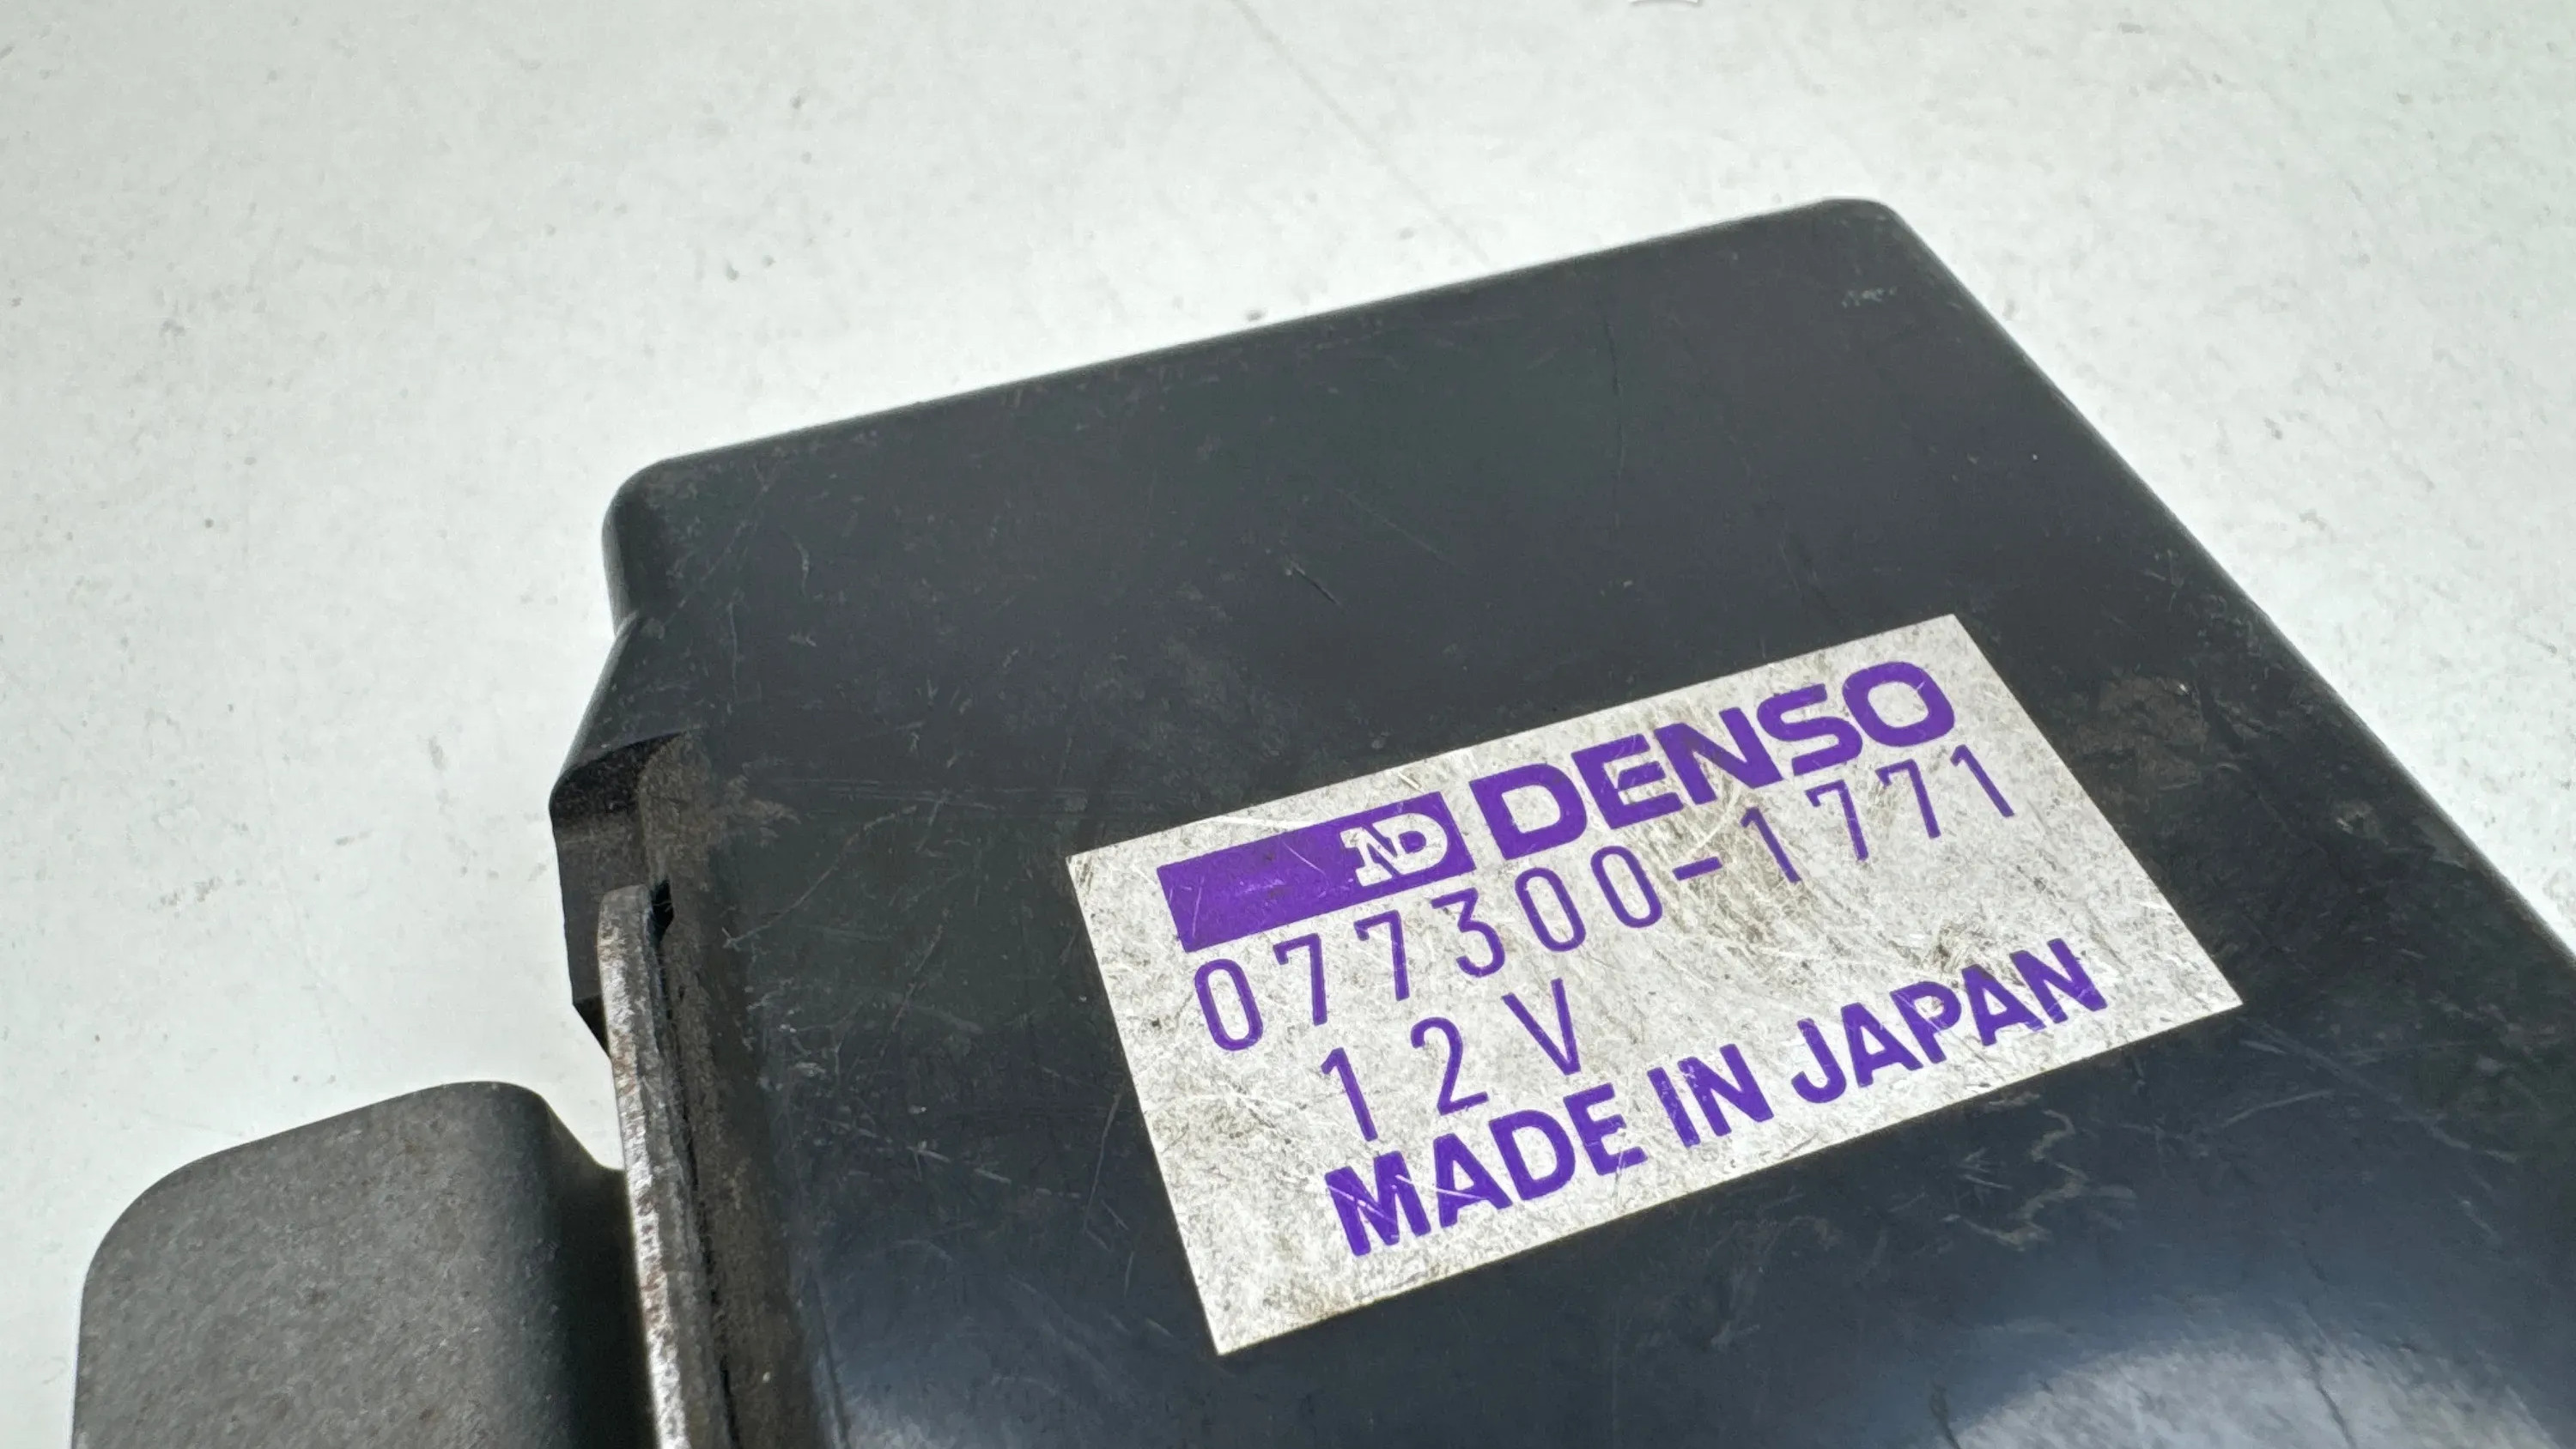 ND DENSO
077300-1771
12V
MADE IN JAPAN